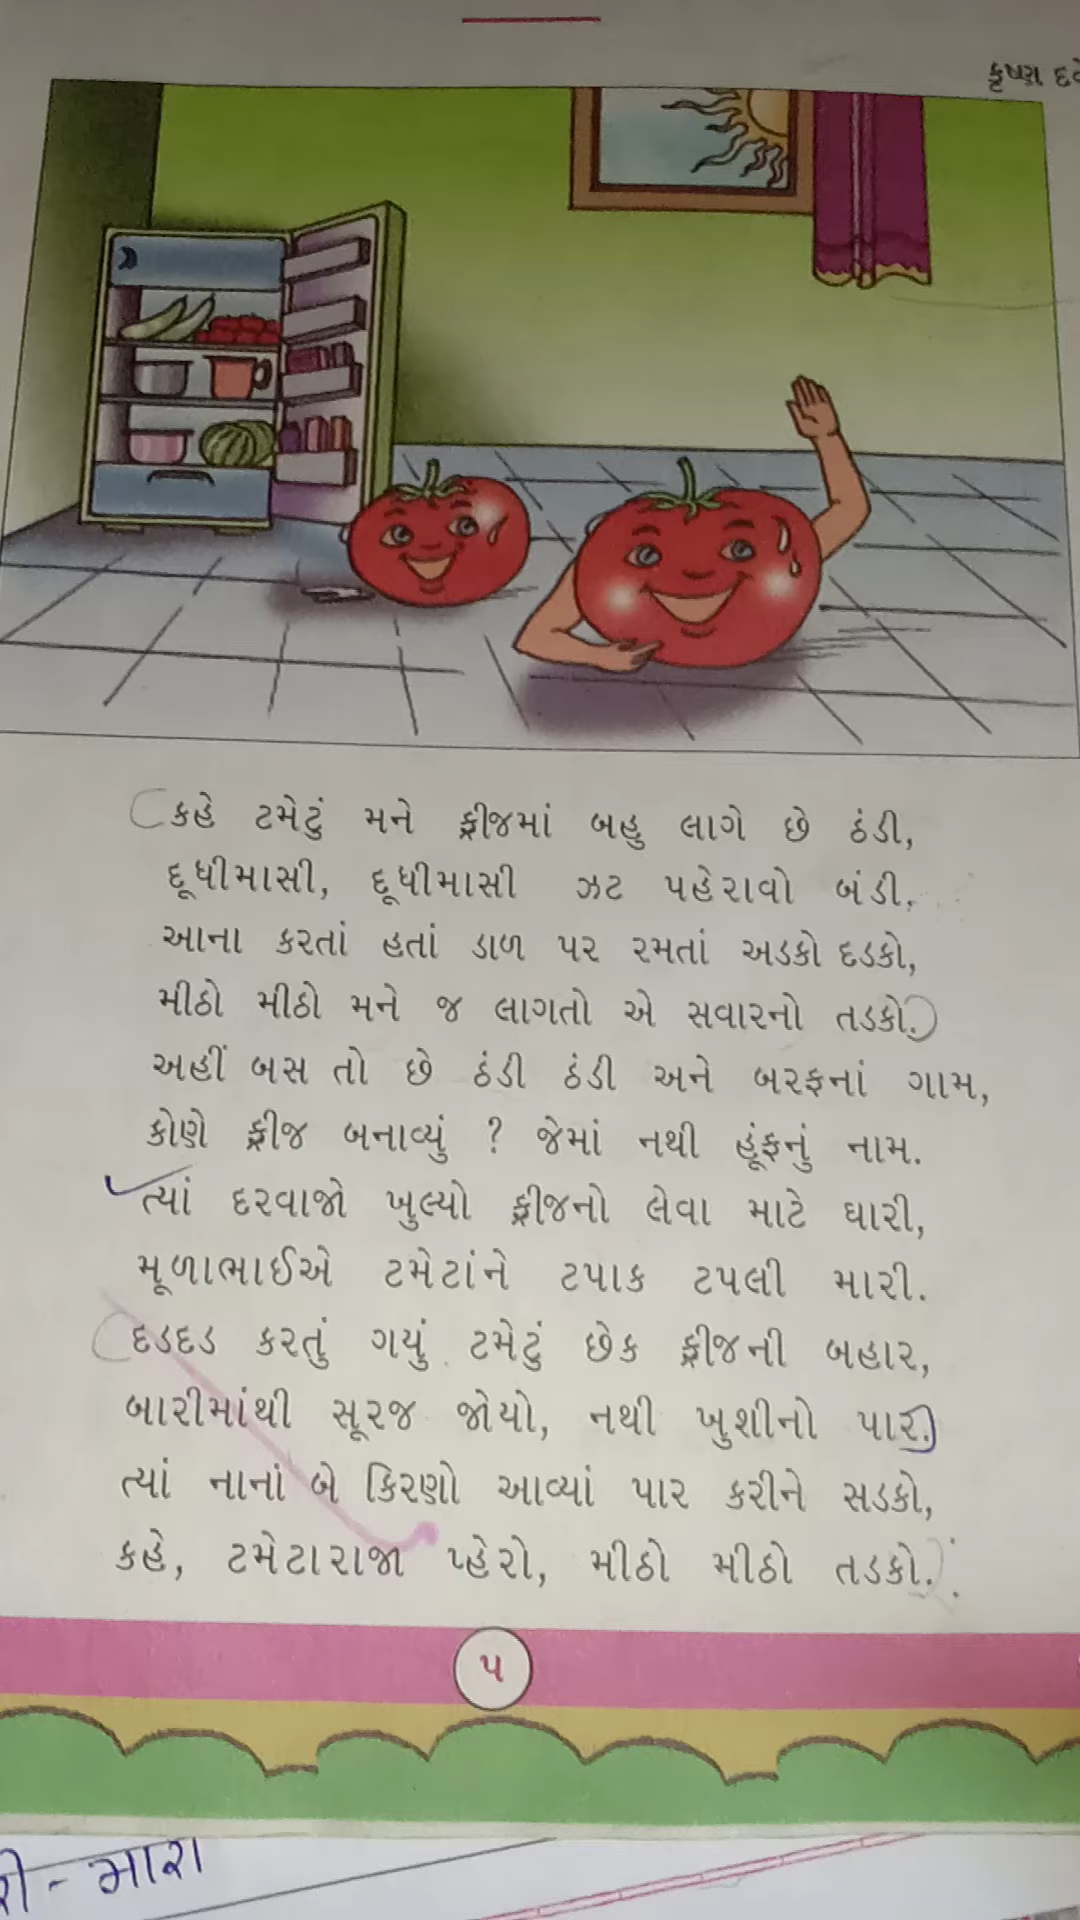 કૃષ્ણ
કહે ટમેટું મને ફ્રીજમાં બહુ લાગે છે ઠંડી,
દૂધીમાસી, દૂધીમાસી ઝટ પહેરાવો બંડી.
આના કરતાં હતાં ડાળ પર રમતાં અડકો દડકો,
મીઠો મીઠો મને જ લાગતો એ સવારનો તડકો.
અહીં બસ તો છે ઠંડી ઠંડી અને બરફનાં ગામ,
કોણે ફ્રીજ બનાવ્યું ? જેમાં નથી હૂંફનું નામ.
ત્યાં દરવાજો ખુલ્યો ફ્રીજનો લેવા માટે ઘારી,
મૂળાભાઈએ ટમેટાંને ટપાક ટપલી મારી.
દડદડ કરતું ગયું ટમેટું છેક ફ્રીજની બહાર,
બારીમાંથી સૂરજ જોયો, નથી ખુશીનો પાર.
ત્યાં નાનાં બે કિરણો આવ્યાં પાર કરીને સડકો,
કહે, ટમેટારાજા પ્હેરો, મીઠો મીઠો તડકો.
૫